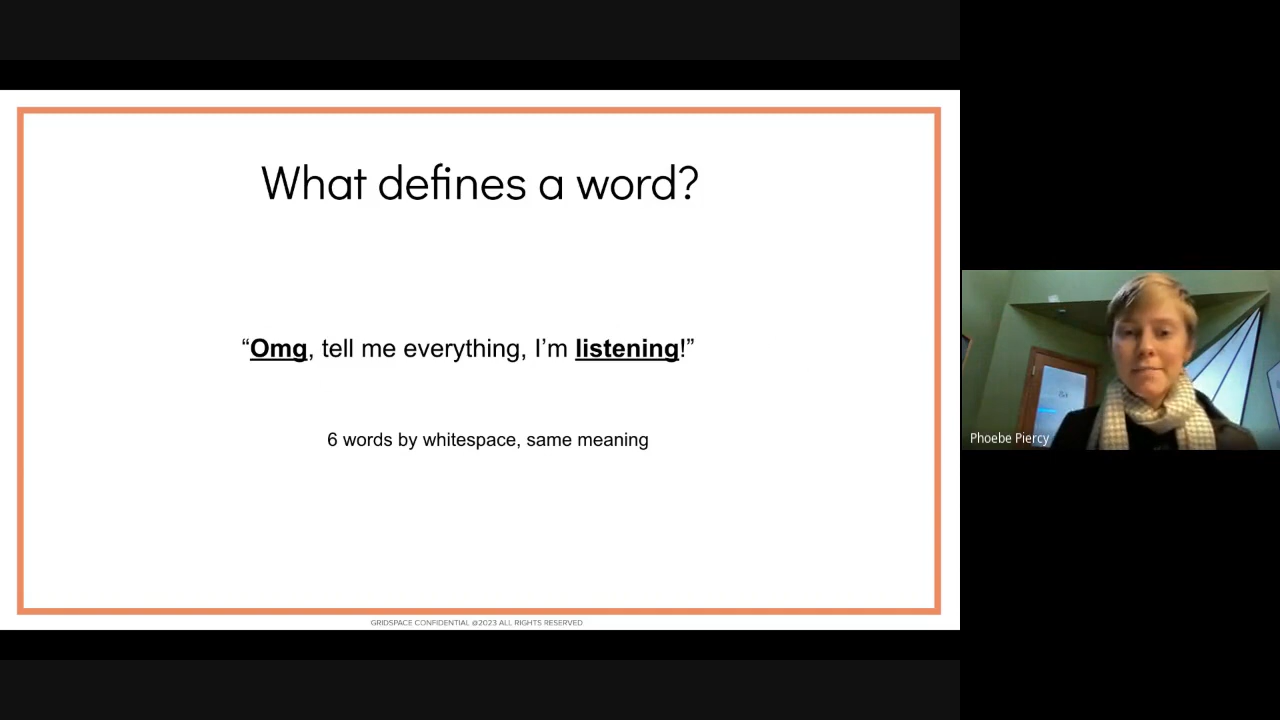 What defines a word?
“Omg, tell me everything, I’m listening!”
6 words by whitespace, same meaning
GRIDSPACE CONFIDENTIAL @2023 ALL RIGHTS RESERVED
Phoebe Piercy